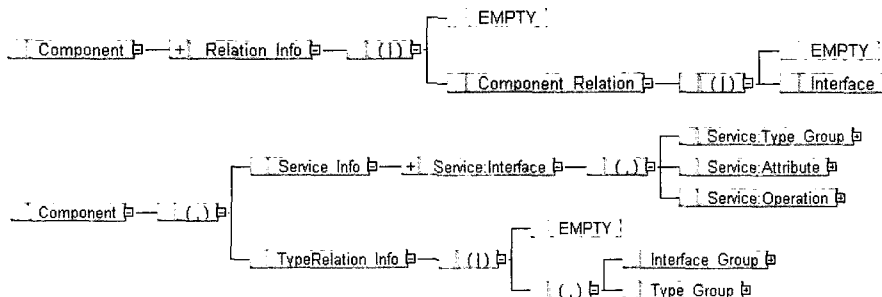 EMPTY
Component + Relation Info (|)
EMPTY
Component Relation (|)
Interface
Service:Type Group
Service Info + Service:Interface (,) Service:Attribute
Service:Operation
Component (,)
EMPTY
TypeRelation Info (|)
Interface Group
(,)
Type Group